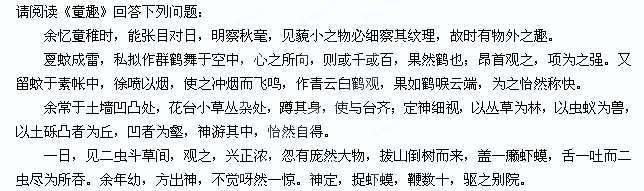 请阅读《童趣》回答下列问题：
余忆童稚时，能张目对日，明察秋毫，见藐小之物必细察其纹理，故时有物外之趣。
夏蚊成雷，私拟作群鹤舞于空中，心之所向，则或千或百，果然鹤也；昂首观之，项为之强。又
留蚊于素帐中，徐喷以烟，使之冲烟而飞鸣，作青云白鹤观，果如鹤唳云端，为之怡然称快。
余常于土墙凹凸处，花台小草丛杂处，蹲其身，使与台齐；定神细视，以丛草为林，以虫蚁为兽，
以土砾凸者为丘，凹者为壑，神游其中，怡然自得。
一日，见二虫斗草间，观之，兴正浓，忽有庞然大物，拔山倒树而来，盖一癞虾蟆，舌一吐而二
虫尽为所吞。余年幼，方出神，不觉呀然一惊。神定，捉虾蟆，鞭数十，驱之别院。